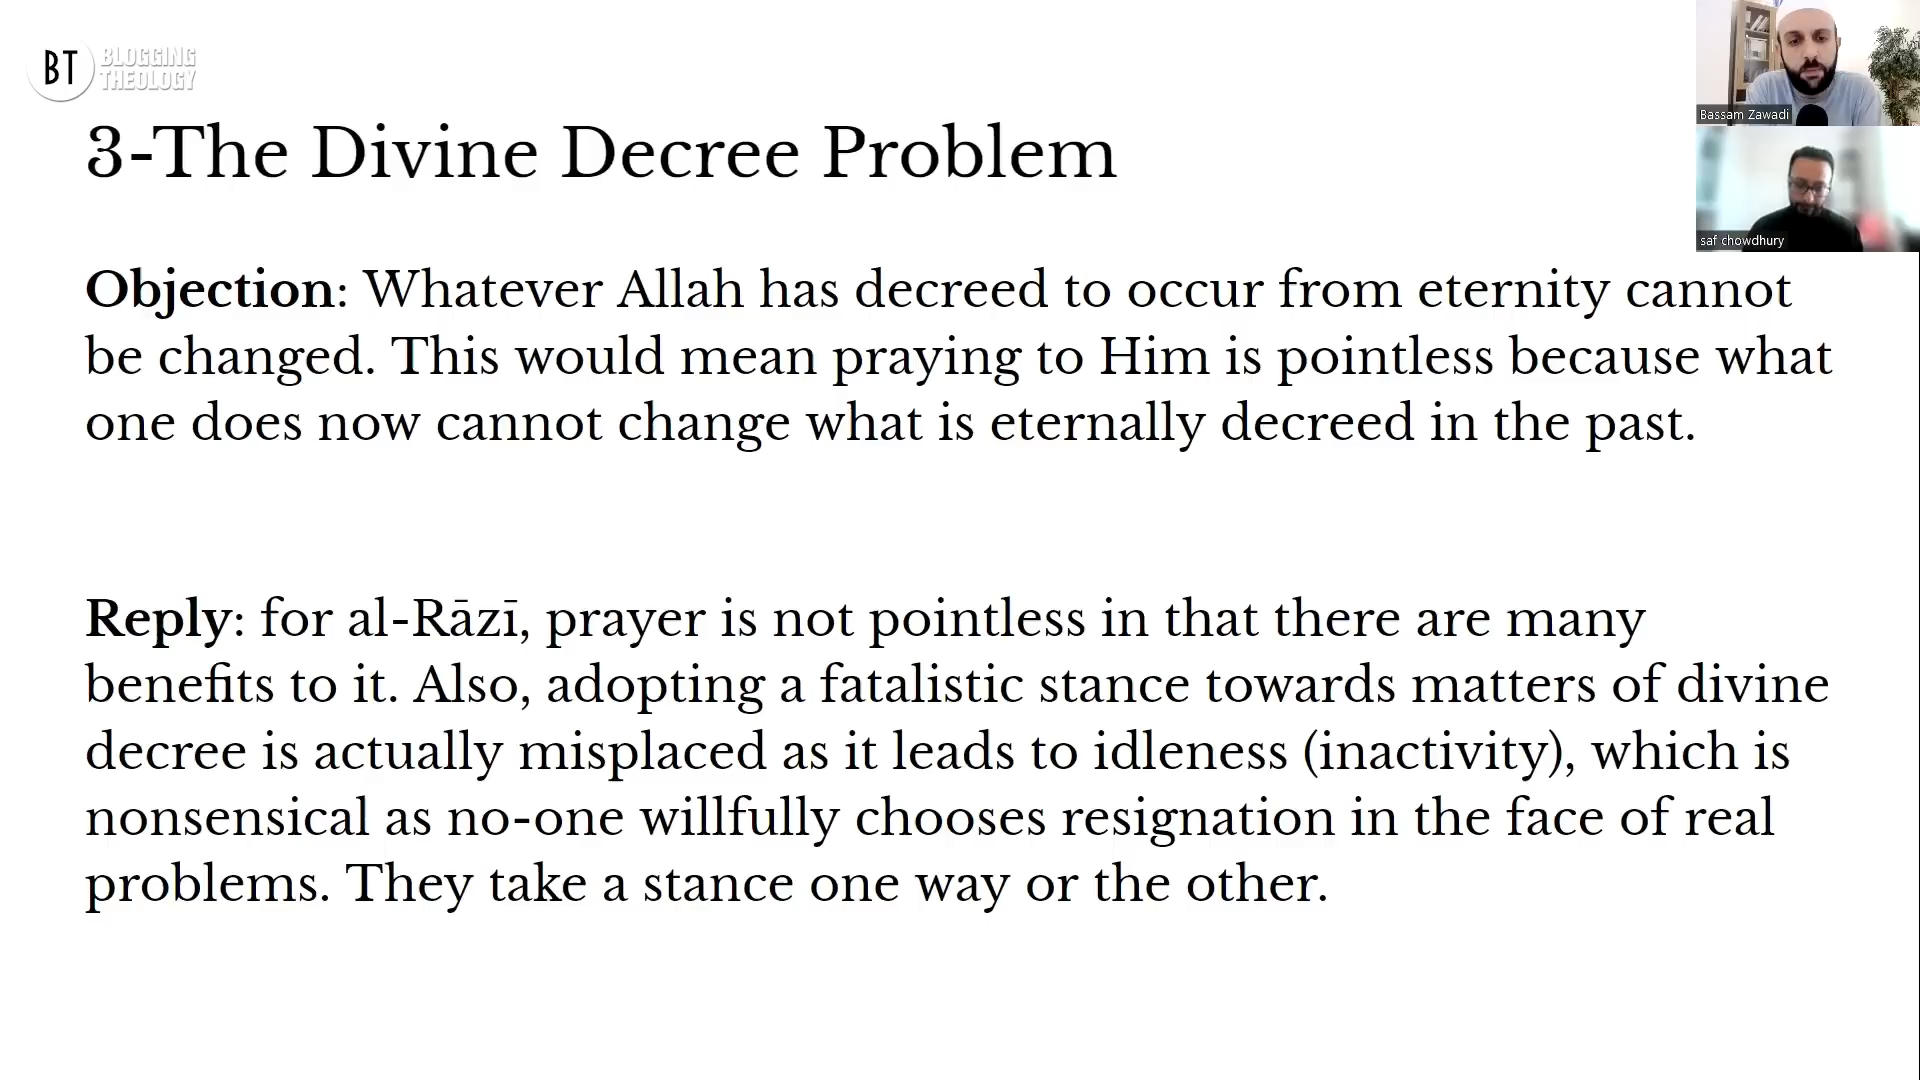 BT BLOGGING
THEOLOGY
Bassam Zawadi
saf chowdhury
3-The Divine Decree Problem
Objection: Whatever Allah has decreed to occur from eternity cannot
be changed. This would mean praying to Him is pointless because what
one does now cannot change what is eternally decreed in the past.
Reply: for al-Rāzī, prayer is not pointless in that there are many
benefits to it. Also, adopting a fatalistic stance towards matters of divine
decree is actually misplaced as it leads to idleness (inactivity), which is
nonsensical as no-one willfully chooses resignation in the face of real
problems. They take a stance one way or the other.